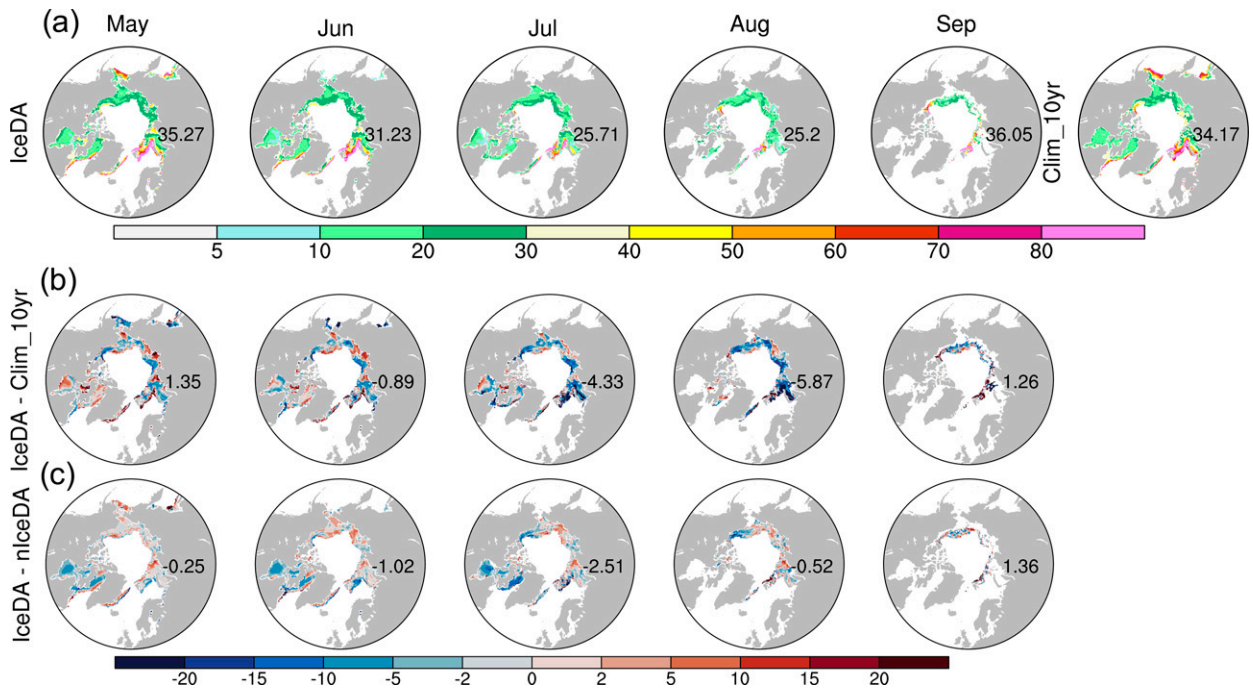 (a)
May Jun Jul Aug Sep
IceDA
Clim_10yr
35.27 31.23 25.71 25.2 36.05 34.17
5 10 20 30 40 50 60 70 80
(b)
IceDA - Clim_10yr
1.35 -0.89 -4.33 -5.87 1.26
(c)
IceDA - nIceDA
-0.25 -1.02 -2.51 -0.52 1.36
-20 -15 -10 -5 -2 0 2 5 10 15 20